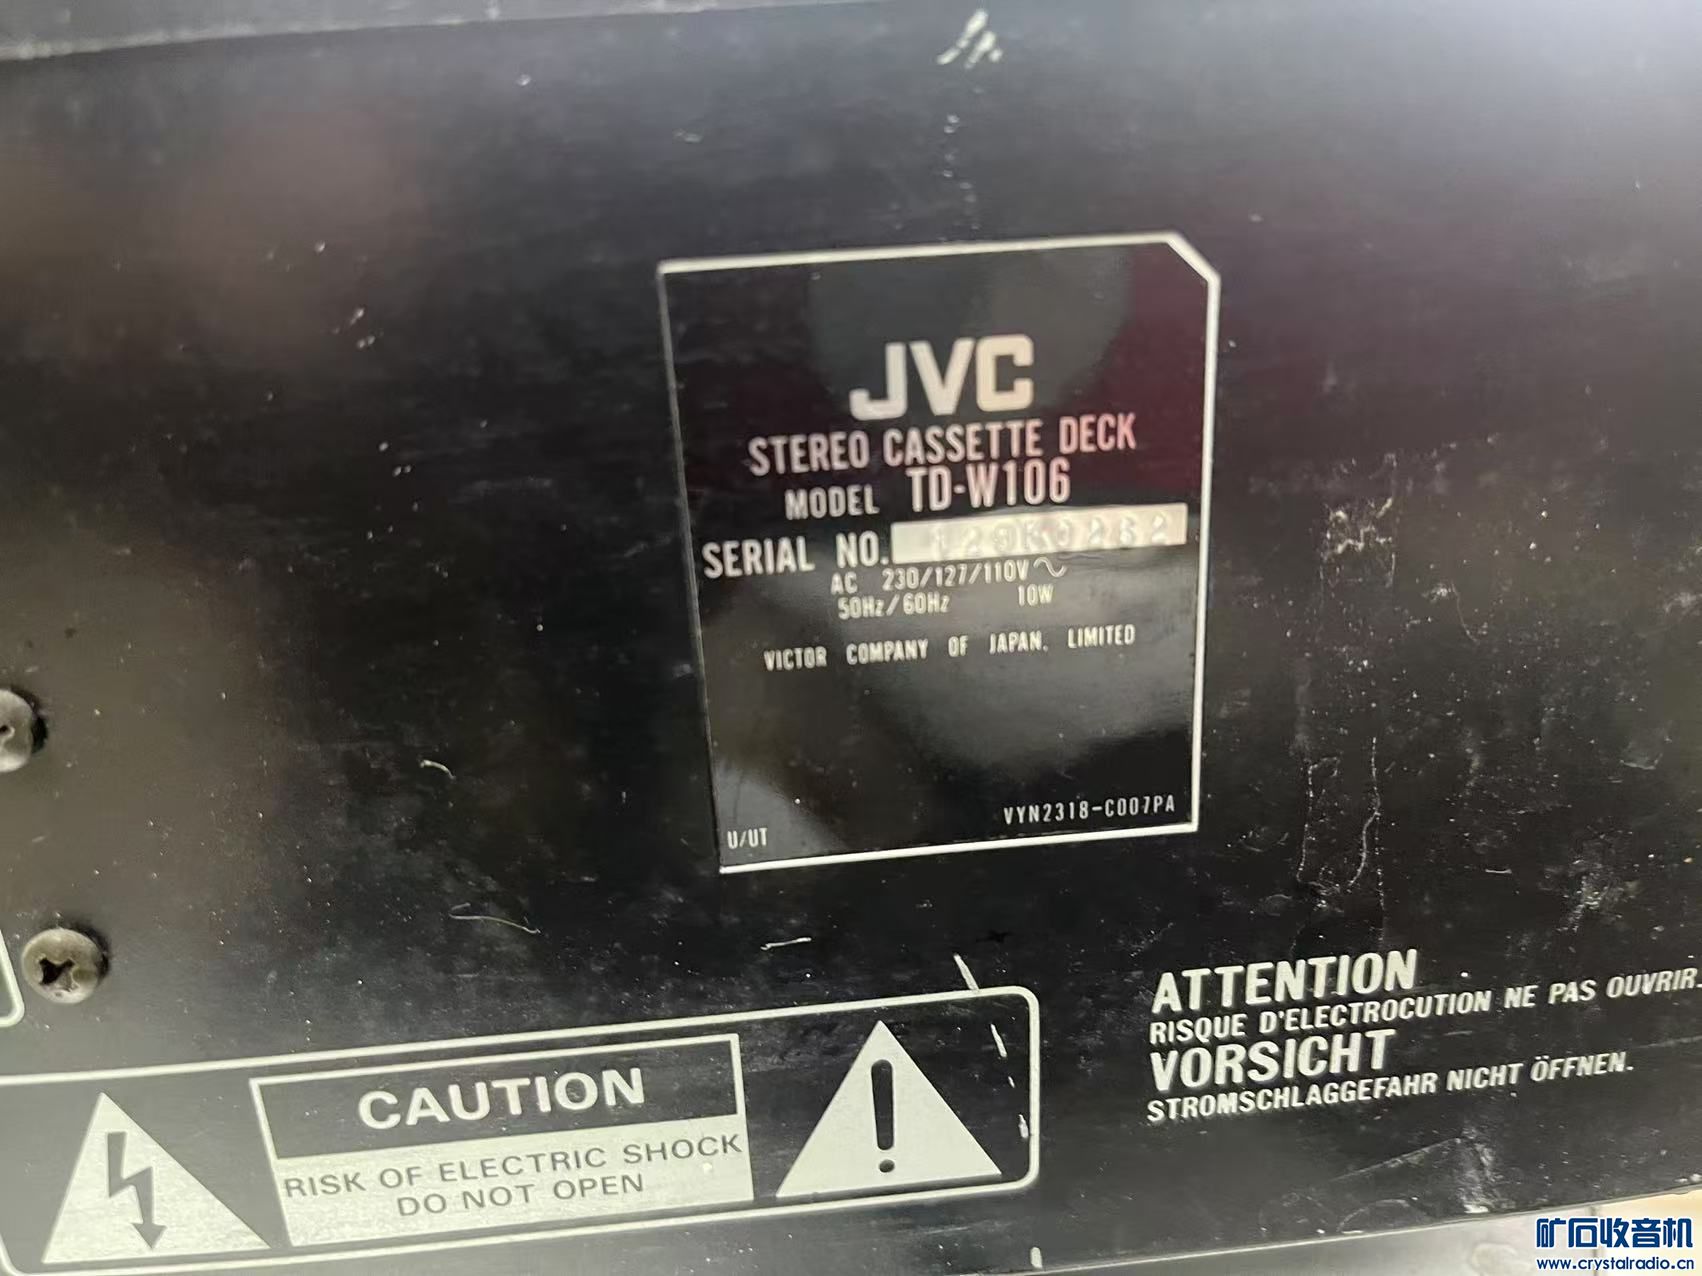 JVC
STEREO CASSETTE DECK
MODEL TD-W106
SERIAL NO.
AC 230/127/110V~
50Hz/60Hz 10W
VICTOR COMPANY OF JAPAN, LIMITED
VYN2318-C007PA
U/UT
CAUTION
RISK OF ELECTRIC SHOCK
DO NOT OPEN
ATTENTION
RISQUE D'ELECTROCUTION NE PAS OUVRIR.
VORSICHT
STROMSCHLAGGEFAHR NICHT ÖFFNEN.
矿石收音机
www.crystalradio.cn